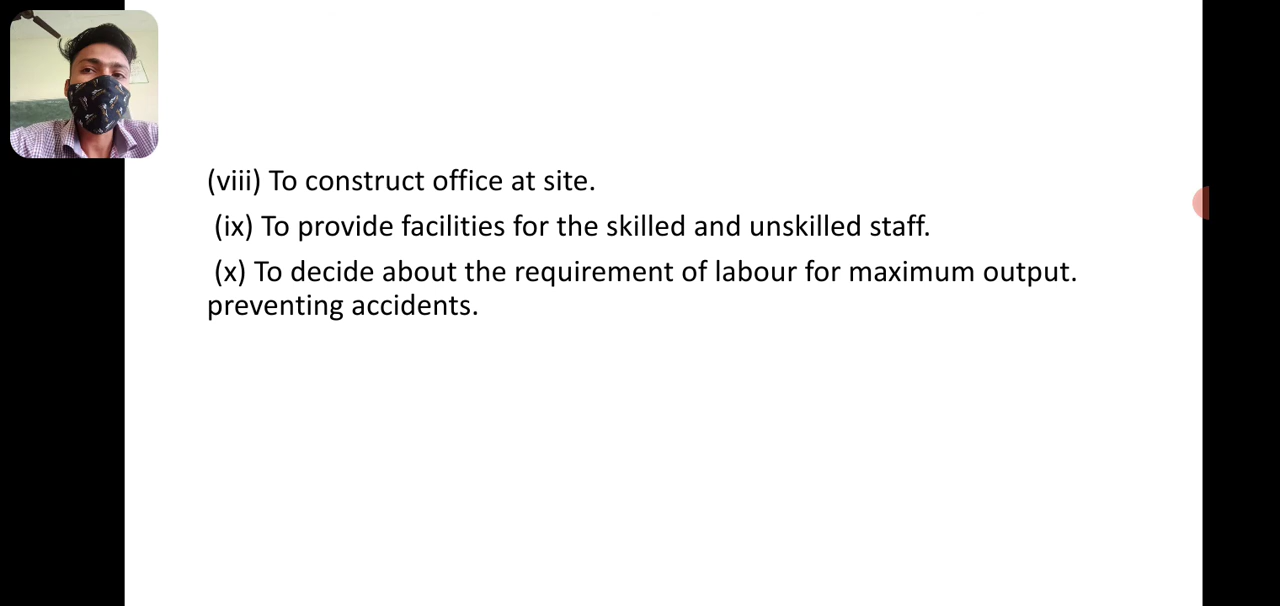 (viii) To construct office at site.
(ix) To provide facilities for the skilled and unskilled staff.
(x) To decide about the requirement of labour for maximum output.
preventing accidents.